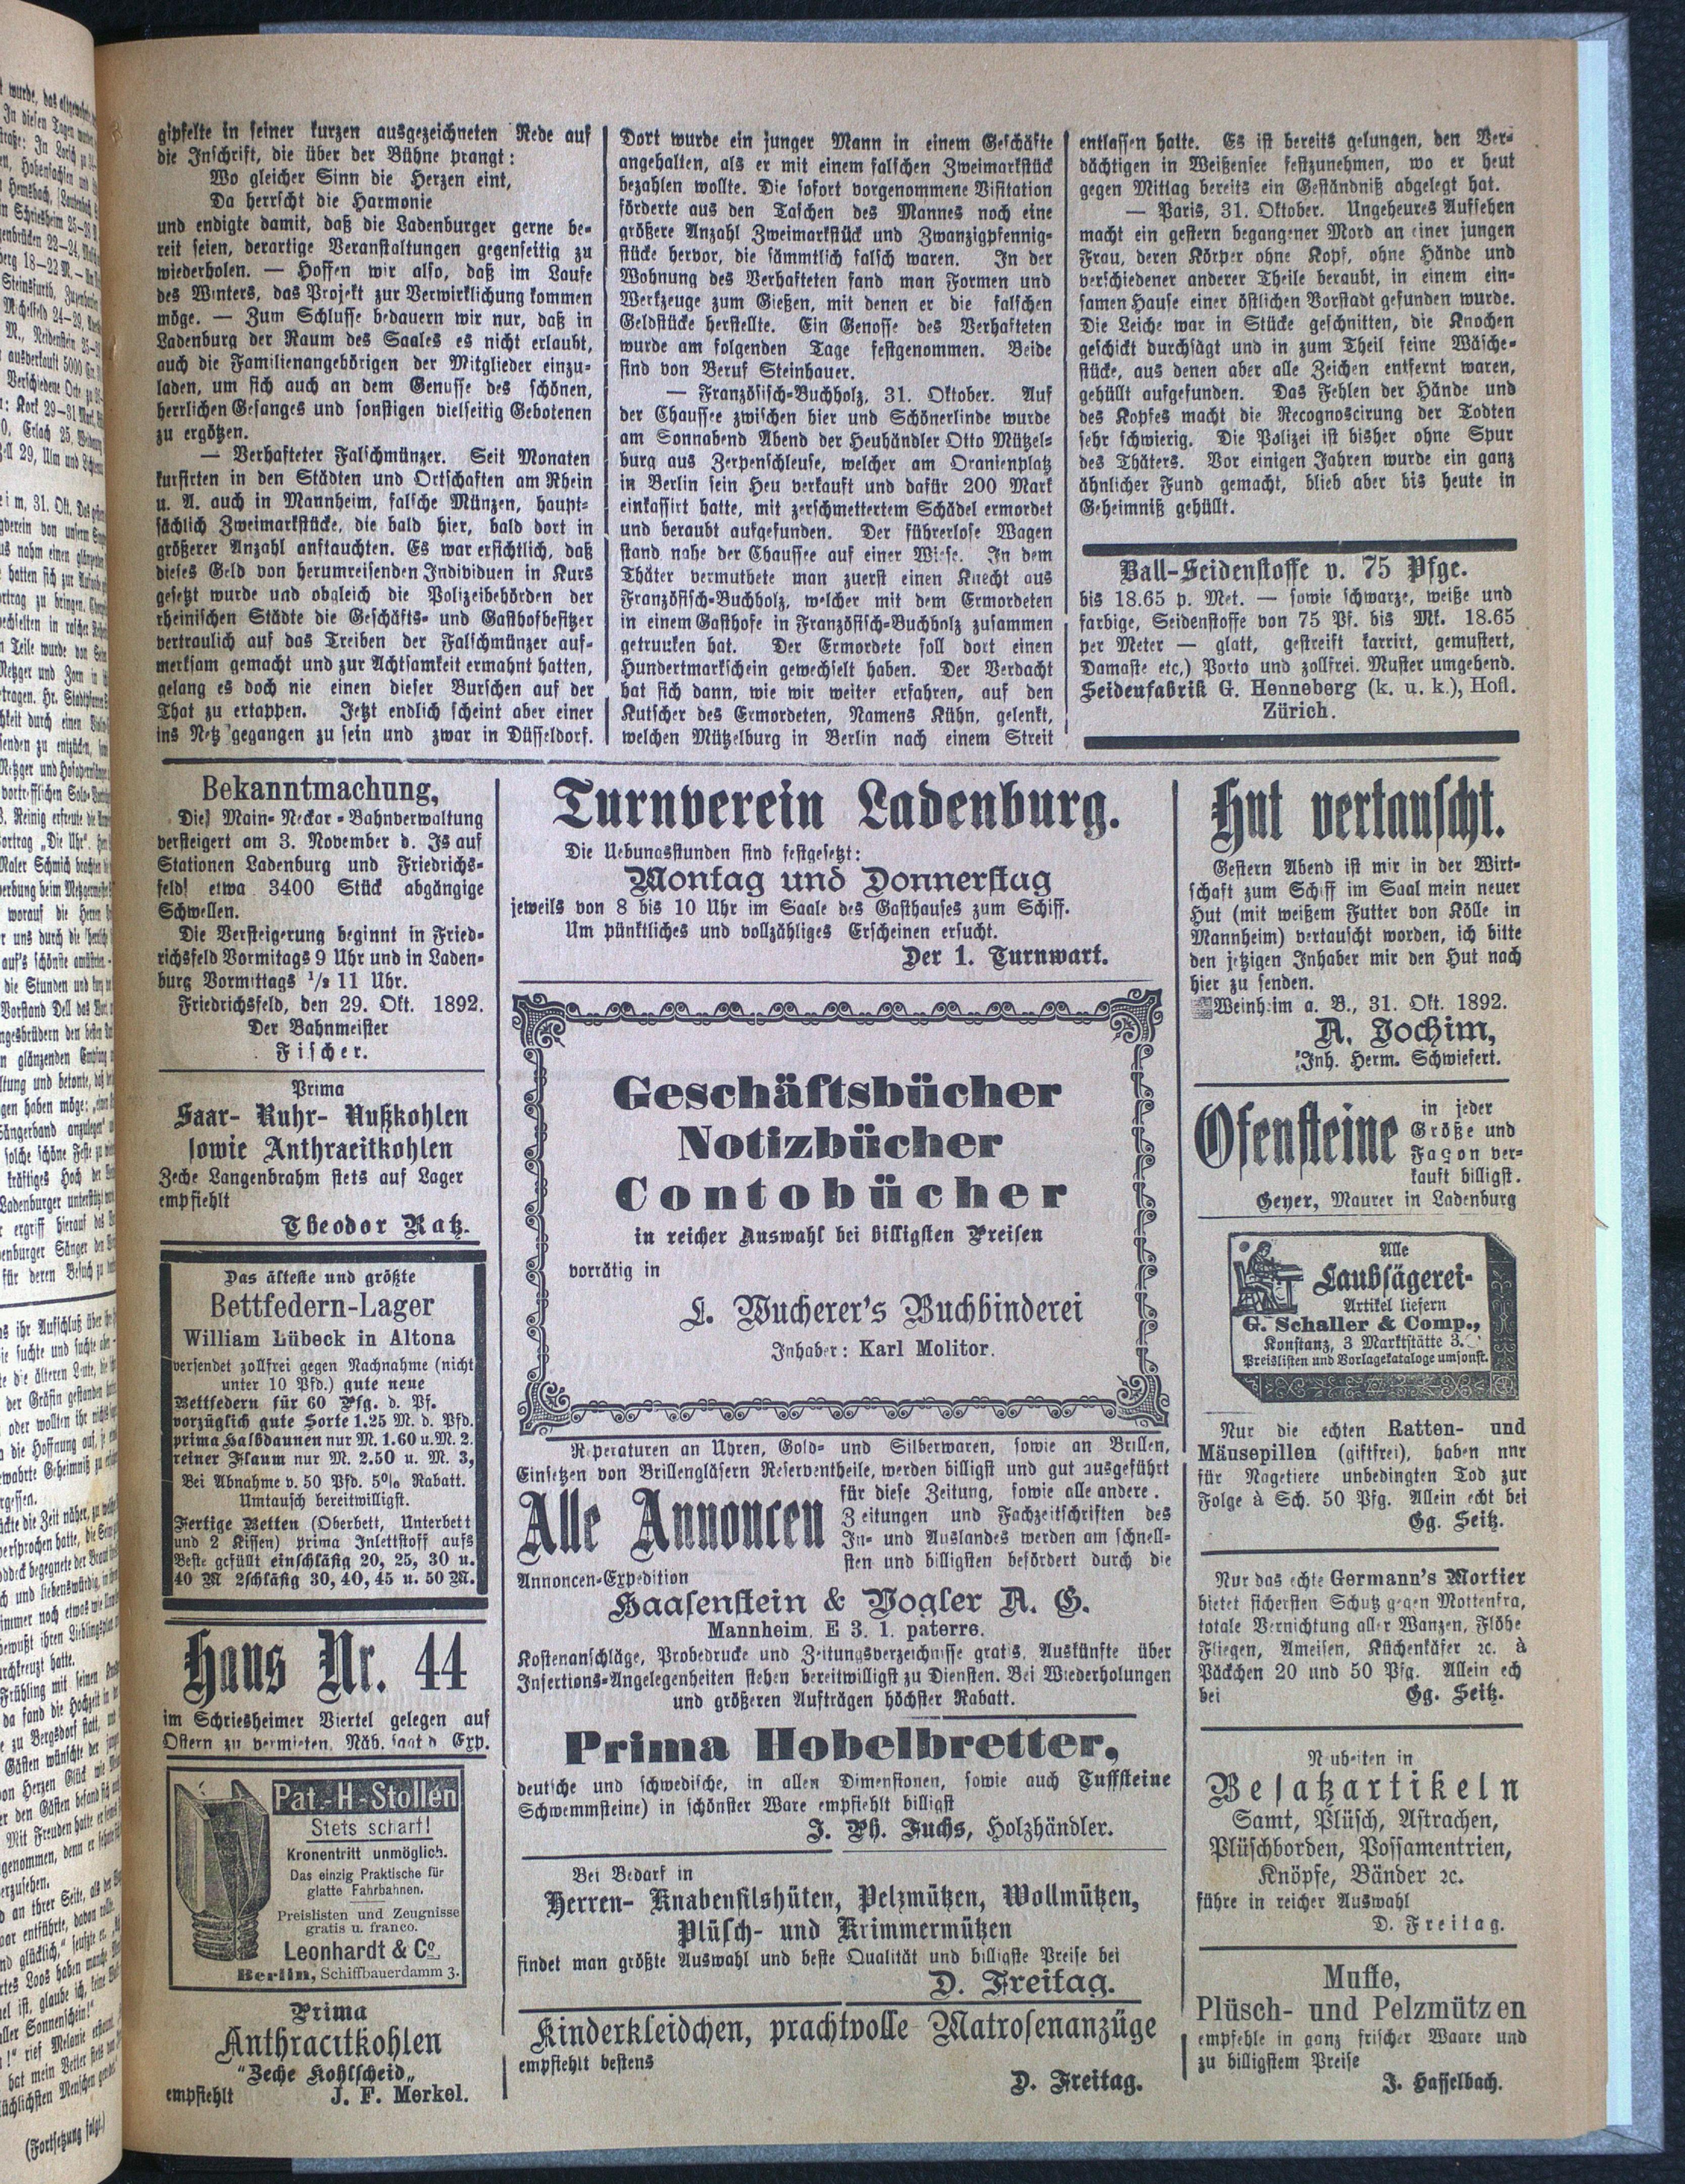 gipfelte in seiner kurzen ausgezeichneten Rede auf
die Inschrift, die über der Bühne prangt:
Wo gleicher Sinn die Herzen eint,
Da herrscht die Harmonie
und endigte damit, daß die Ladenburger gerne be-
reit seien, derartige Veranstaltungen gegenseitig zu
wiederholen. — Hoffen wir also, daß im Laufe
des Winters, das Projekt zur Verwirklichung kommen
möge. — Zum Schlusse bedauern wir nur, daß in
Ladenburg der Raum des Saales es nicht erlaubt,
auch die Familienangehörigen der Mitglieder einzu-
laden, um sich auch an dem Genusse des schönen,
herrlichen Gesanges und sonstigen vielseitig Gebotenen
zu ergötzen.
— Verhafteter Falschmünzer. Seit Monaten
kursirten in den Städten und Ortschaften am Rhein
u. A. auch in Mannheim, falsche Münzen, haupt-
sächlich Zweimarkstücke, die bald hier, bald dort in
größerer Anzahl auftauchten. Es war ersichtlich, daß
dieses Geld von herumreisenden Individuen in Kurs
gesetzt wurde und obgleich die Polizeibehörden der
rheinischen Städte die Geschäfts- und Gasthofbesitzer
vertraulich auf das Treiben der Falschmünzer auf-
merksam gemacht und zur Achtsamkeit ermahnt hatten,
gelang es doch nie einen dieser Burschen auf der
That zu ertappen. Jetzt endlich scheint aber einer
ins Netz gegangen zu sein und zwar in Düsseldorf.
Dort wurde ein junger Mann in einem Geschäfte
angehalten, als er mit einem falschen Zweimarkstück
bezahlen wollte. Die sofort vorgenommene Visitation
förderte aus den Taschen des Mannes noch eine
größere Anzahl Zweimarkstück und Zwanzigpfennig-
stücke hervor, die sämmtlich falsch waren. In der
Wohnung des Verhafteten fand man Formen und
Werkzeuge zum Gießen, mit denen er die falschen
Geldstücke herstellte. Ein Genosse des Verhafteten
wurde am folgenden Tage festgenommen. Beide
sind von Beruf Steinhauer.
— Französisch-Buchholz, 31. Oktober. Auf
der Chaussee zwischen hier und Schönerlinde wurde
am Sonnabend Abend der Heuhändler Otto Mützel-
burg aus Zerpenschleuse, welcher am Oranienplatz
in Berlin sein Heu verkauft und dafür 200 Mark
einkassirt hatte, mit zerschmettertem Schädel ermordet
und beraubt aufgefunden. Der führerlose Wagen
stand nahe der Chaussee auf einer Wiese. In dem
Thäter vermuthete man zuerst einen Knecht aus
Französisch-Buchholz, welcher mit dem Ermordeten
in einem Gasthofe in Französisch-Buchholz zusammen
getrunken hat. Der Ermordete soll dort einen
Hundertmarkschein gewechselt haben. Der Verdacht
hat sich dann, wie wir weiter erfahren, auf den
Kutscher des Ermordeten, Namens Kühn, gelenkt,
welchen Mützelburg in Berlin nach einem Streit
entlassen hatte. Es ist bereits gelungen, den Ver-
dächtigen in Weißensee festzunehmen, wo er heut
gegen Mittag bereits ein Geständniß abgelegt hat.
— Paris, 31. Oktober. Ungeheures Aufsehen
macht ein gestern begangener Mord an einer jungen
Frau, deren Körper ohne Kopf, ohne Hände und
verschiedener anderer Theile beraubt, in einem ein-
samen Hause einer östlichen Vorstadt gefunden wurde.
Die Leiche war in Stücke geschnitten, die Knochen
geschickt durchsägt und in zum Theil feine Wäsche-
stücke, aus denen aber alle Zeichen entfernt waren,
gehüllt aufgefunden. Das Fehlen der Hände und
des Kopfes macht die Recognoscirung der Todten
sehr schwierig. Die Polizei ist bisher ohne Spur
des Thäters. Vor einigen Jahren wurde ein ganz
ähnlicher Fund gemacht, blieb aber bis heute in
Geheimniß gehüllt.
Ball-Seidenstoffe v. 75 Pfge.
bis 18.65 p. Met. — sowie schwarze, weiße und
farbige, Seidenstoffe von 75 Pf. bis Mk. 18.65
per Meter — glatt, gestreift karrirt, gemustert,
Damaste etc,) Porto und zollfrei. Muster umgehend.
Seidenfabrik G. Henneberg (k. u. k.), Hofl.
Zürich.
Bekanntmachung,
Die Main-Neckar-Bahnverwaltung
versteigert am 3. November d. Js auf
Stationen Ladenburg und Friedrichs-
feld! etwa 3400 Stück abgängige
Schwellen.
Die Versteigerung beginnt in Fried-
richsfeld Vormitags 9 Uhr und in Laden-
burg Vormittags 1/2 11 Uhr.
Friedrichsfeld, den 29. Okt. 1892.
Der Bahnmeister
Fischer.
Prima
Saar- Ruhr- Nußkohlen
sowie Anthracitkohlen
Zeche Langenbrahm stets auf Lager
empfiehlt
Theodor Katz.
Das älteste und größte
Bettfedern-Lager
William Lübeck in Altona
versendet zollfrei gegen Nachnahme (nicht
unter 10 Pfd.) gute neue
Bettfedern für 60 Pfg. d. Pf.
vorzüglich gute Sorte 1.25 M. d. Pfd.
prima Halbdaunen nur M. 1.60 u. M. 2.
reiner Flaum nur M. 2.50 u. M. 3,
Bei Abnahme v. 50 Pfd. 5% Rabatt.
Umtausch bereitwilligst.
Fertige Betten (Oberbett, Unterbett
und 2 Kissen) prima Inlettstoff aufs
Beste gefüllt einschläfig 20, 25, 30 u.
40 M 2schläfig 30, 40, 45 u. 50 M.
Haus Nr. 44
im Schriesheimer Viertel gelegen auf
Ostern zu vermieten. Näh. sagt d Exp.
Pat.-H-Stollen
Stets scharf!
Kronentritt unmöglich.
Das einzig Praktische für
glatte Fahrbahnen.
Preislisten und Zeugnisse
gratis u. franco.
Leonhardt & Co
Berlin, Schiffbauerdamm 3.
Prima
Anthracitkohlen
"Zeche Kohlscheid„
empfiehlt J. F. Merkel.
Turnverein Ladenburg.
Die Uebungsstunden sind festgesetzt:
Montag und Donnerstag
jeweils von 8 bis 10 Uhr im Saale des Gasthauses zum Schiff.
Um pünktliches und vollzähliges Erscheinen ersucht.
Der 1. Turnwart.
Geschäftsbücher
Notizbücher
Contobücher
in reicher Auswahl bei billigsten Preisen
vorrätig in
L. Wucherer's Buchbinderei
Inhaber: Karl Molitor.
Reperaturen an Uhren, Gold- und Silberwaren, sowie an Brillen,
Einsetzen von Brillengläsern Reserventheile, werden billigst und gut ausgeführt
Alle Annoncen
für diese Zeitung, sowie alle andere.
Zeitungen und Fachzeitschriften des
In- und Auslandes werden am schnell-
sten und billigsten befördert durch die
Annoncen-Expedition
Haasenstein & Vogler A. G.
Mannheim, E 3. 1. paterre.
Kostenanschläge, Probedrucke und Zeitungsverzeichnisse gratis, Auskünfte über
Insertions-Angelegenheiten stehen bereitwilligst zu Diensten. Bei Wiederholungen
und größeren Aufträgen höchster Rabatt.
Prima Hobelbretter,
deutsche und schwedische, in allen Dimensionen, sowie auch Tuffsteine
Schwemmsteine) in schönster Ware empfiehlt billigst
J. Ph. Fuchs, Holzhändler.
Bei Bedarf in
Herren- Knabenfilshüten, Pelzmützen, Wollmützen,
Plüsch- und Krimmermützen
findet man größte Auswahl und beste Qualität und billigste Preise bei
D. Freitag.
Kinderkleidchen, prachtvolle Matrosenanzüge
empfiehlt bestens
D. Freitag.
Hut vertauscht.
Gestern Abend ist mir in der Wirt-
schaft zum Schiff im Saal mein neuer
Hut (mit weißem Futter von Kölle in
Mannheim) vertauscht worden, ich bitte
den jetzigen Inhaber mir den Hut nach
hier zu senden.
Weinheim a. B., 31. Okt. 1892.
A. Jochim,
Inh. Herm. Schwiefert.
Ofensteine
in jeder
Größe und
Façon ver-
kauft billigst.
Geyer, Maurer in Ladenburg
Alle
Laubsägerei-
Artikel liefern
G. Schaller & Comp.,
Konstanz, 3 Marktstätte 3.
Preislisten und Vorlagekataloge umsonst.
Nur die echten Ratten- und
Mäusepillen (giftfrei), haben nur
für Nagetiere unbedingten Tod zur
Folge à Sch. 50 Pfg. Allein echt bei
Gg. Seitz.
Nur das echte Germann's Mortier
bietet sichersten Schutz gegen Mottenfra,
totale Vernichtung aller Wanzen, Flöhe
Fliegen, Ameisen, Küchenkäfer ꝛc. à
Päckchen 20 und 50 Pfg. Allein ech
bei Gg. Seitz.
Neuheiten in
Besatzartikeln
Samt, Plüsch, Astrachen,
Plüschborden, Possamentrien,
Knöpfe, Bänder ꝛc.
führe in reicher Auswahl
D. Freitag.
Muffe,
Plüsch- und Pelzmützen
empfehle in ganz frischer Waare und
zu billigstem Preise
J. Hasselbach.
(Fortsetzung folgt.)